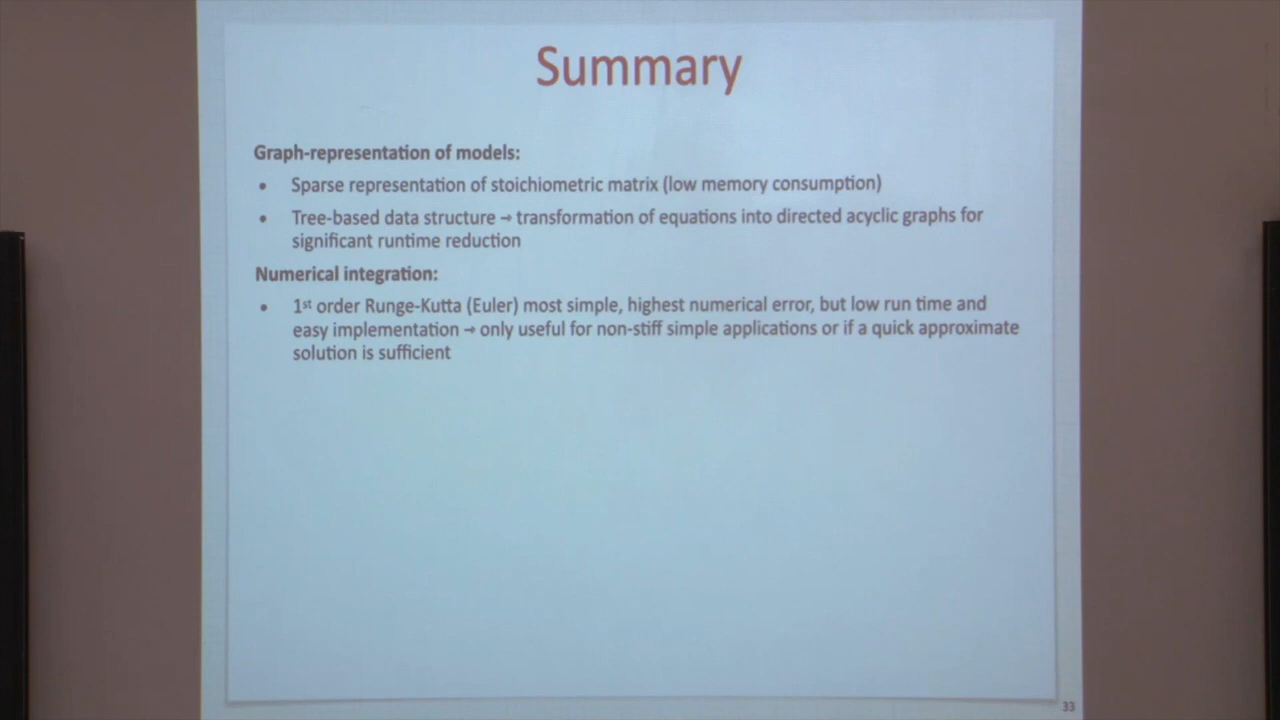 Summary
Graph-representation of models:
• Sparse representation of stoichiometric matrix (low memory consumption)
• Tree-based data structure → transformation of equations into directed acyclic graphs for
significant runtime reduction
Numerical integration:
• 1st order Runge-Kutta (Euler) most simple, highest numerical error, but low run time and
easy implementation → only useful for non-stiff simple applications or if a quick approximate
solution is sufficient
33